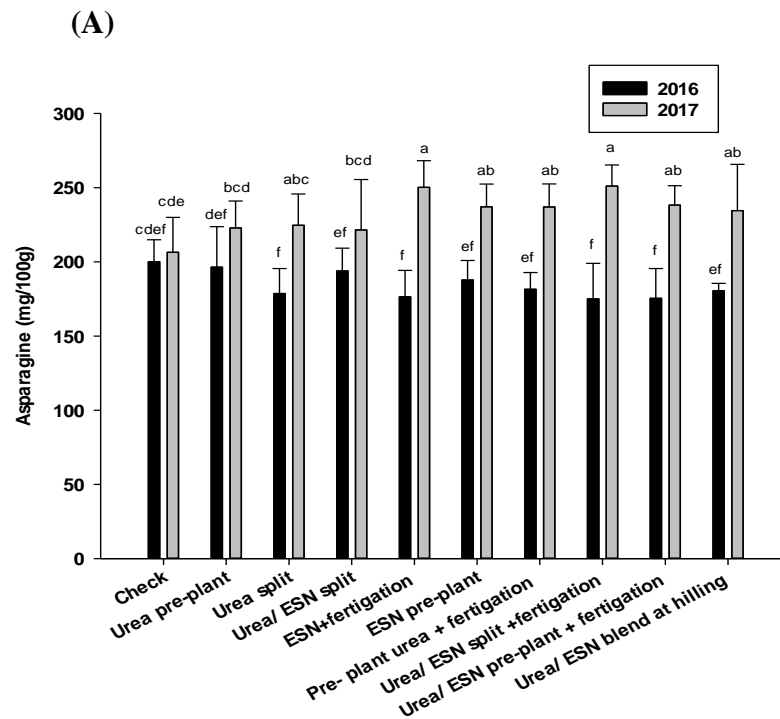 (A)
2016
2017
300
250
200
150
100
50
0
Asparagine (mg/100g)
cdef
cde
def
bcd
f
abc
ef
bcd
f
a
ef
ab
ef
ab
f
a
f
ab
ef
ab
Check
Urea pre-plant
Urea split
Urea/ ESN split
ESN+fertigation
ESN pre-plant
Pre- plant urea + fertigation
Urea/ ESN split +fertigation
Urea/ ESN pre-plant + fertigation
Urea/ ESN blend at hilling